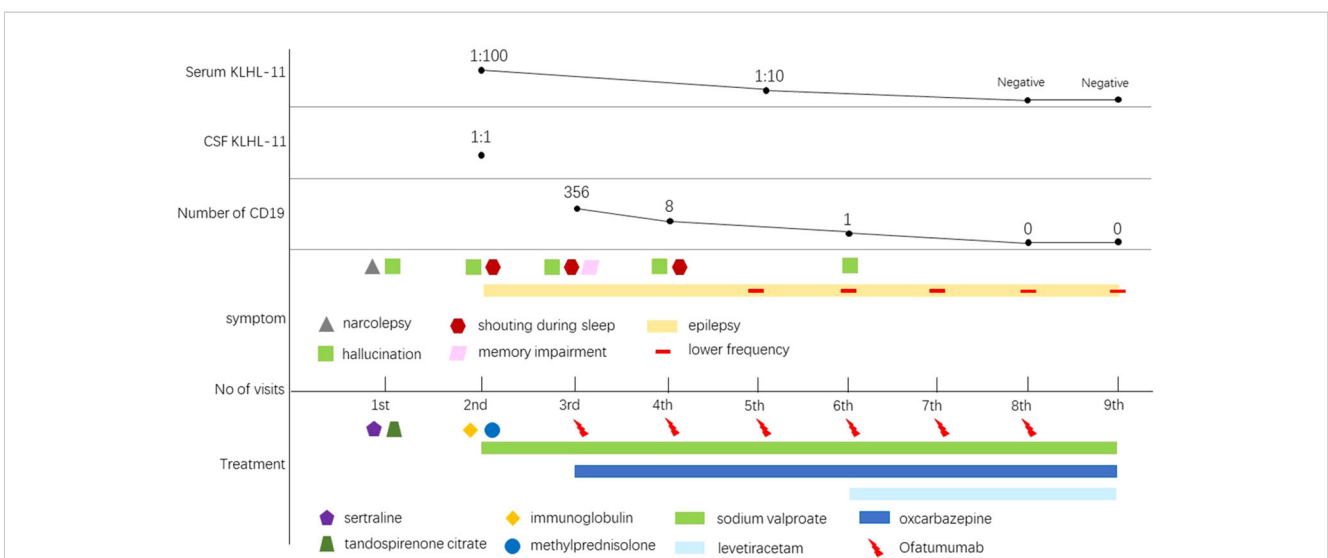 1:100
Serum KLHL-11
1:10
Negative
Negative
CSF KLHL-11
1:1
356
Number of CD19
8
1
0
0
symptom
narcolepsy
shouting during sleep
epilepsy
hallucination
memory impairment
lower frequency
No of visits
1st
2nd
3rd
4th
5th
6th
7th
8th
9th
Treatment
sertraline
immunoglobulin
sodium valproate
oxcarbazepine
tandospirenone citrate
methylprednisolone
levetiracetam
Ofatumumab